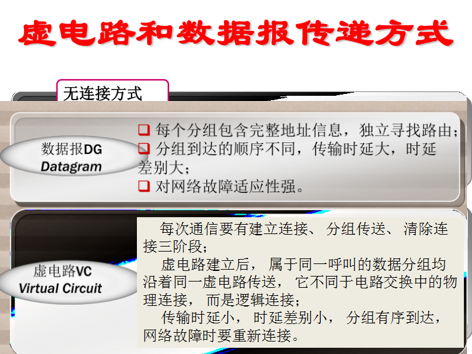 虚电路和数据报传递方式
无连接方式
数据报DG
Datagram
每个分组包含完整地址信息，独立寻找路由；
分组到达的顺序不同，传输时延大，时延
差别大；
对网络故障适应性强。
虚电路VC
Virtual Circuit
每次通信要有建立连接、 分组传送、 清除连
接三阶段；
虚电路建立后， 属于同一呼叫的数据分组均
沿着同一虚电路传送， 它不同于电路交换中的物
理连接， 而是逻辑连接；
传输时延小， 时延差别小， 分组有序到达，
网络故障时要重新连接。